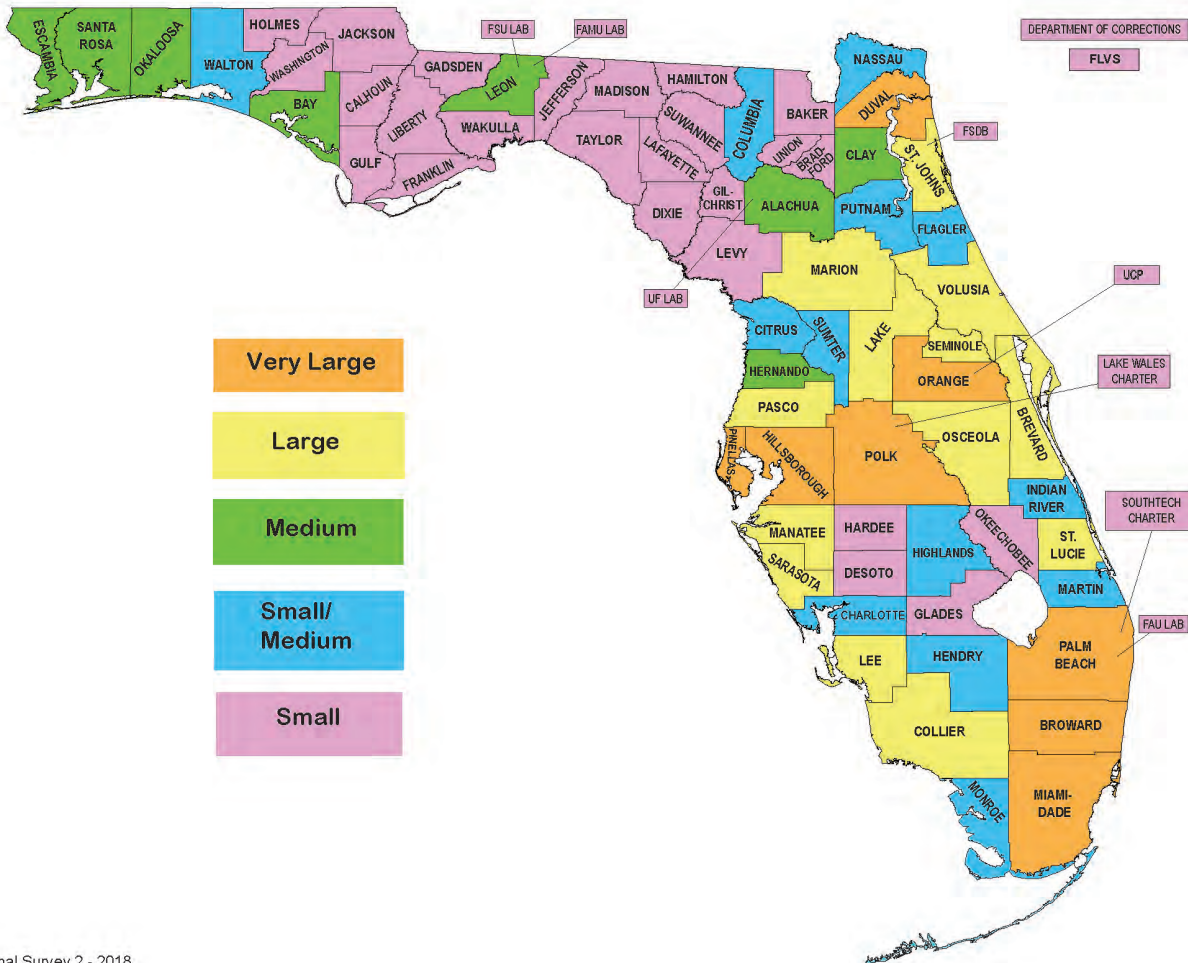 ESCAMBIA
SANTA
ROSA
OKALOOSA
WALTON
HOLMES
WASHINGTON
JACKSON
BAY
CALHOUN
GULF
LIBERTY
GADSDEN
FRANKLIN
FSU LAB
FAMU LAB
LEON
WAKULLA
JEFFERSON
MADISON
TAYLOR
HAMILTON
SUWANNEE
LAFAYETTE
DIXIE
COLUMBIA
GIL-
CHRIST
LEVY
BAKER
UNION
BRAD-
FORD
ALACHUA
UF LAB
DEPARTMENT OF CORRECTIONS
FLVS
NASSAU
DUVAL
CLAY
ST. JOHNS
FSDB
PUTNAM
FLAGLER
MARION
VOLUSIA
UCP
CITRUS
SUMTER
LAKE
SEMINOLE
HERNANDO
ORANGE
LAKE WALES
CHARTER
PASCO
PINELLAS
HILLSBOROUGH
POLK
OSCEOLA
BREVARD
INDIAN
RIVER
SOUTHTECH
CHARTER
MANATEE
HARDEE
HIGHLANDS
OKEECHOBEE
ST.
LUCIE
SARASOTA
DESOTO
MARTIN
CHARLOTTE
GLADES
FAU LAB
LEE
HENDRY
PALM
BEACH
COLLIER
BROWARD
MONROE
MIAMI-
DADE
Very Large
Large
Medium
Small/
Medium
Small
Survey 2 - 2018